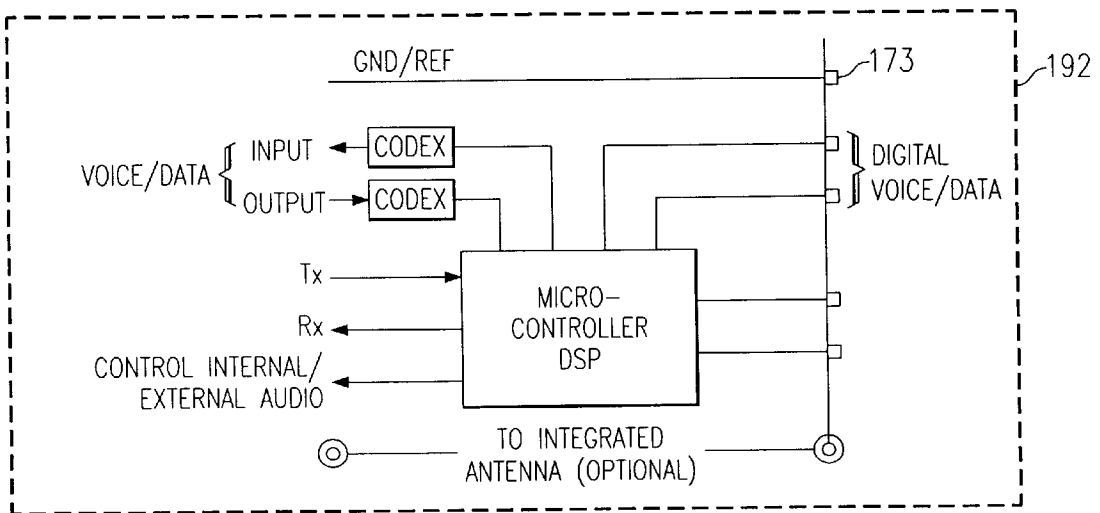 GND/REF
173
192
INPUT
CODEX
VOICE/DATA
OUTPUT
CODEX
DIGITAL
VOICE/DATA
Tx
Rx
CONTROL INTERNAL/
EXTERNAL AUDIO
MICRO-
CONTROLLER
DSP
TO INTEGRATED
ANTENNA (OPTIONAL)